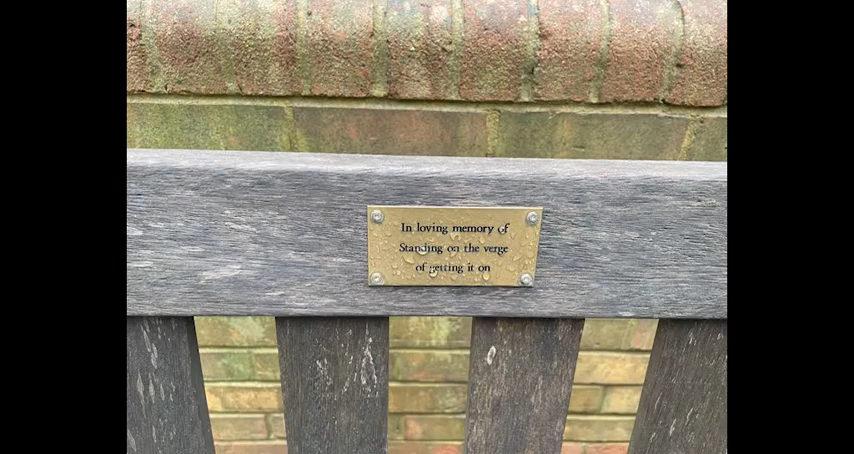 In loving memory of
Standing on the verge
of getting it on